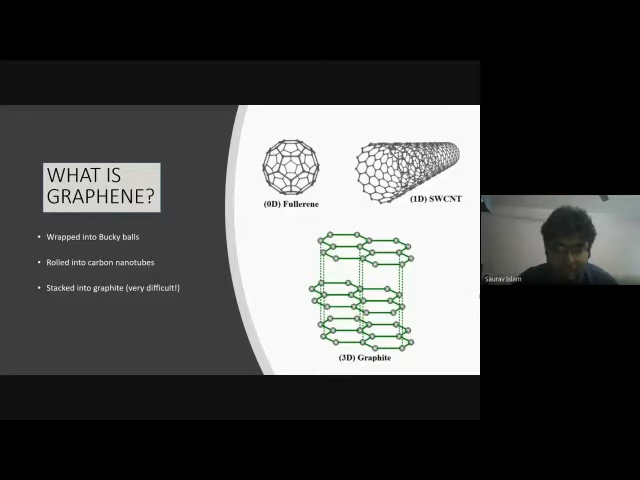 WHAT IS
GRAPHENE?
• Wrapped into Bucky balls
• Rolled into carbon nanotubes
• Stacked into graphite (very difficult!)
(0D) Fullerene
(1D) SWCNT
(3D) Graphite
Saurav Islam